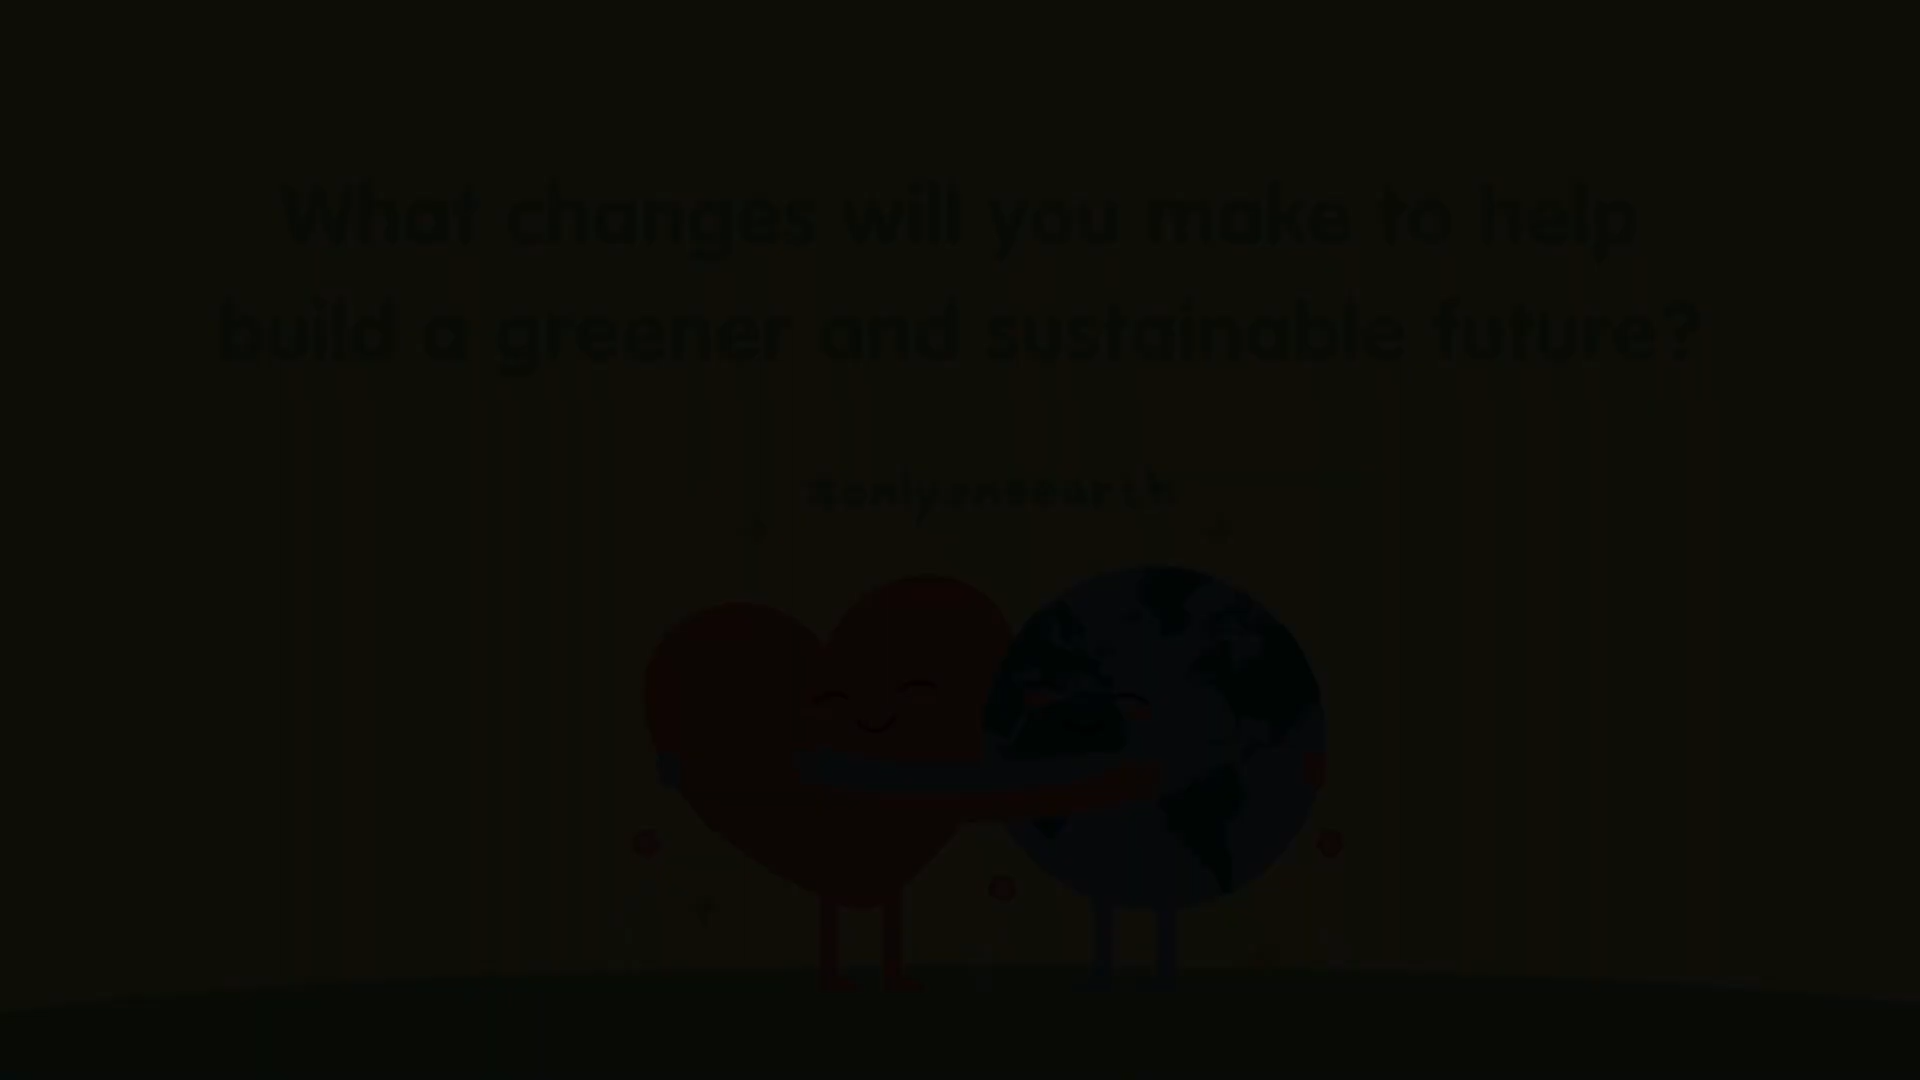 What changes will you make to help
build a greener and sustainable future?
#onlyoneearth